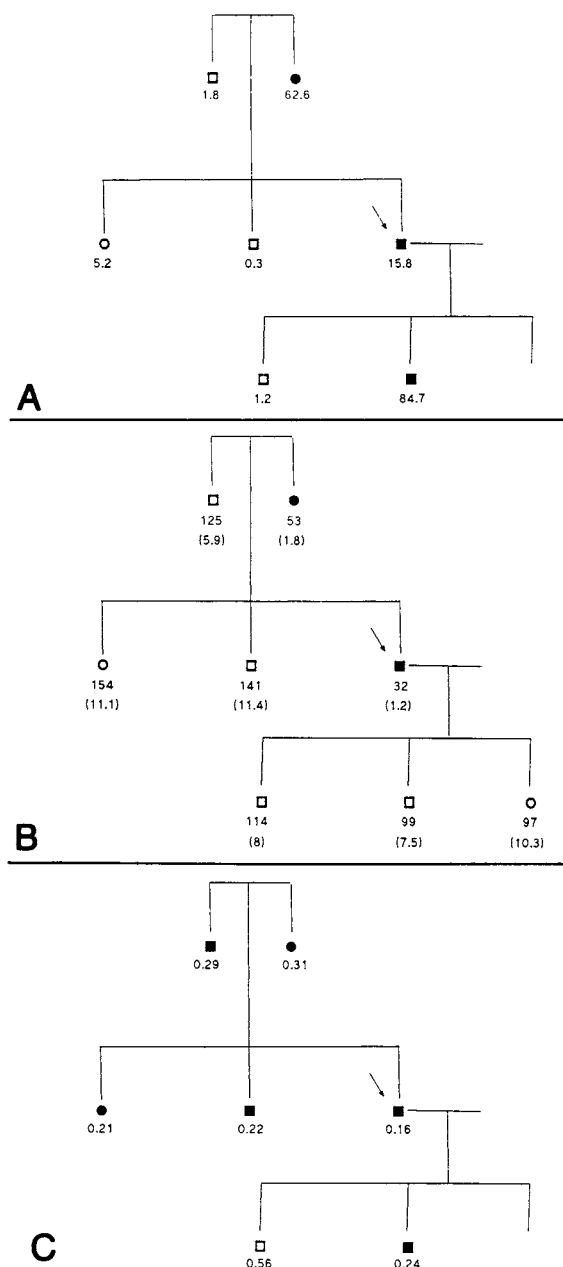 1.8 62.6
5.2 0.3 15.8
1.2 84.7
A
125 53
(5.9) (1.8)
154 141 32
(11.1) (11.4) (1.2)
114 99 97
(8) (7.5) (10.3)
B
0.29 0.31
0.21 0.22 0.16
0.56 0.24
C